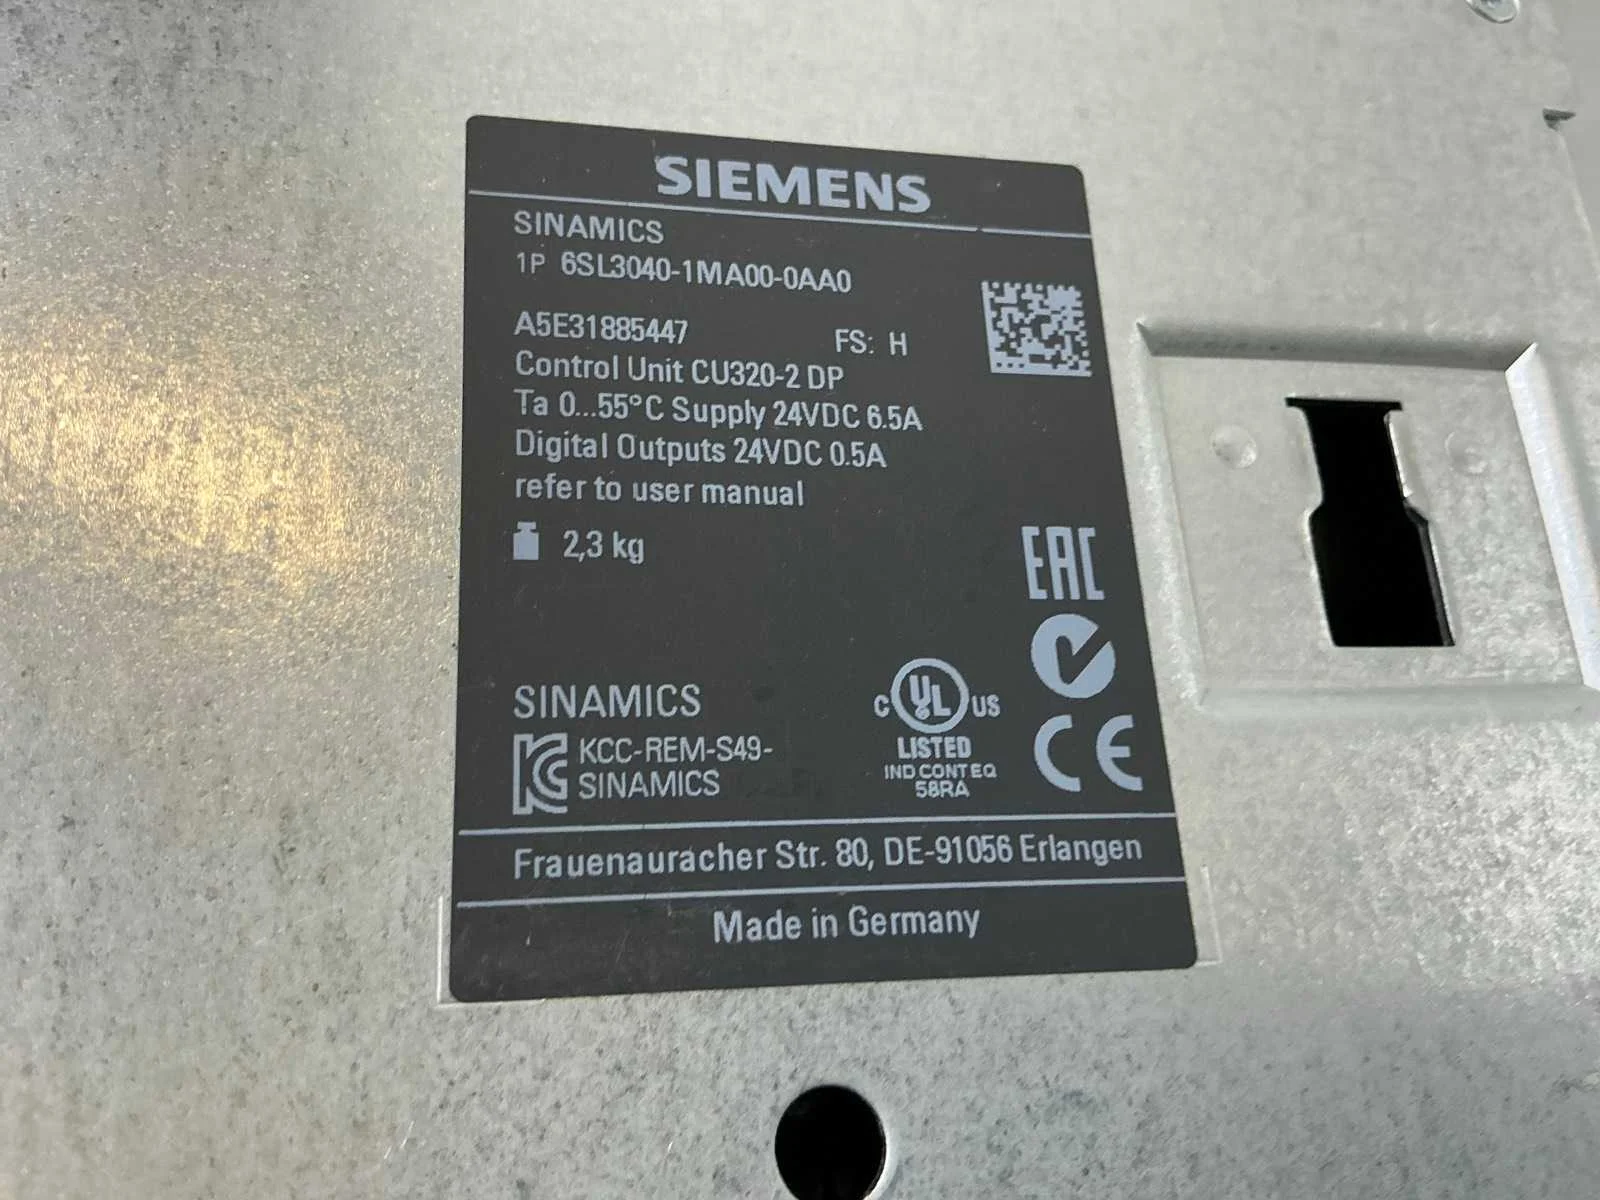 SIEMENS
SINAMICS
1P 6SL3040-1MA00-0AA0
A5E31885447 FS: H
Control Unit CU320-2 DP
Ta 0...55°C Supply 24VDC 6.5A
Digital Outputs 24VDC 0.5A
refer to user manual
2,3 kg
EAC
SINAMICS
KCC-REM-S49-
SINAMICS
C UL US
LISTED
IND CONT EQ
58RA
CE
Frauenauracher Str. 80, DE-91056 Erlangen
Made in Germany